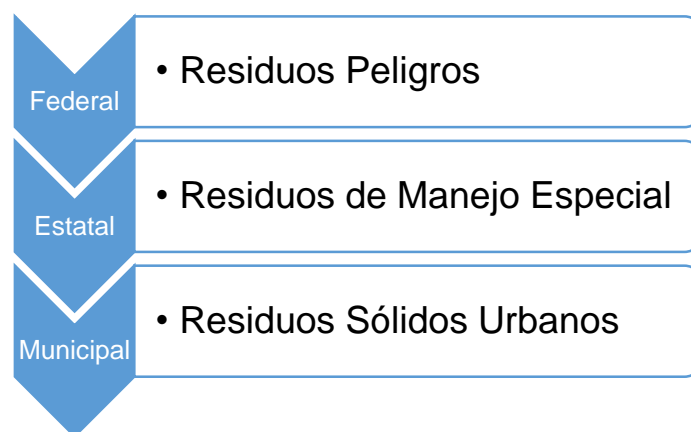 Federal
• Residuos Peligros
Estatal
• Residuos de Manejo Especial
Municipal
• Residuos Sólidos Urbanos